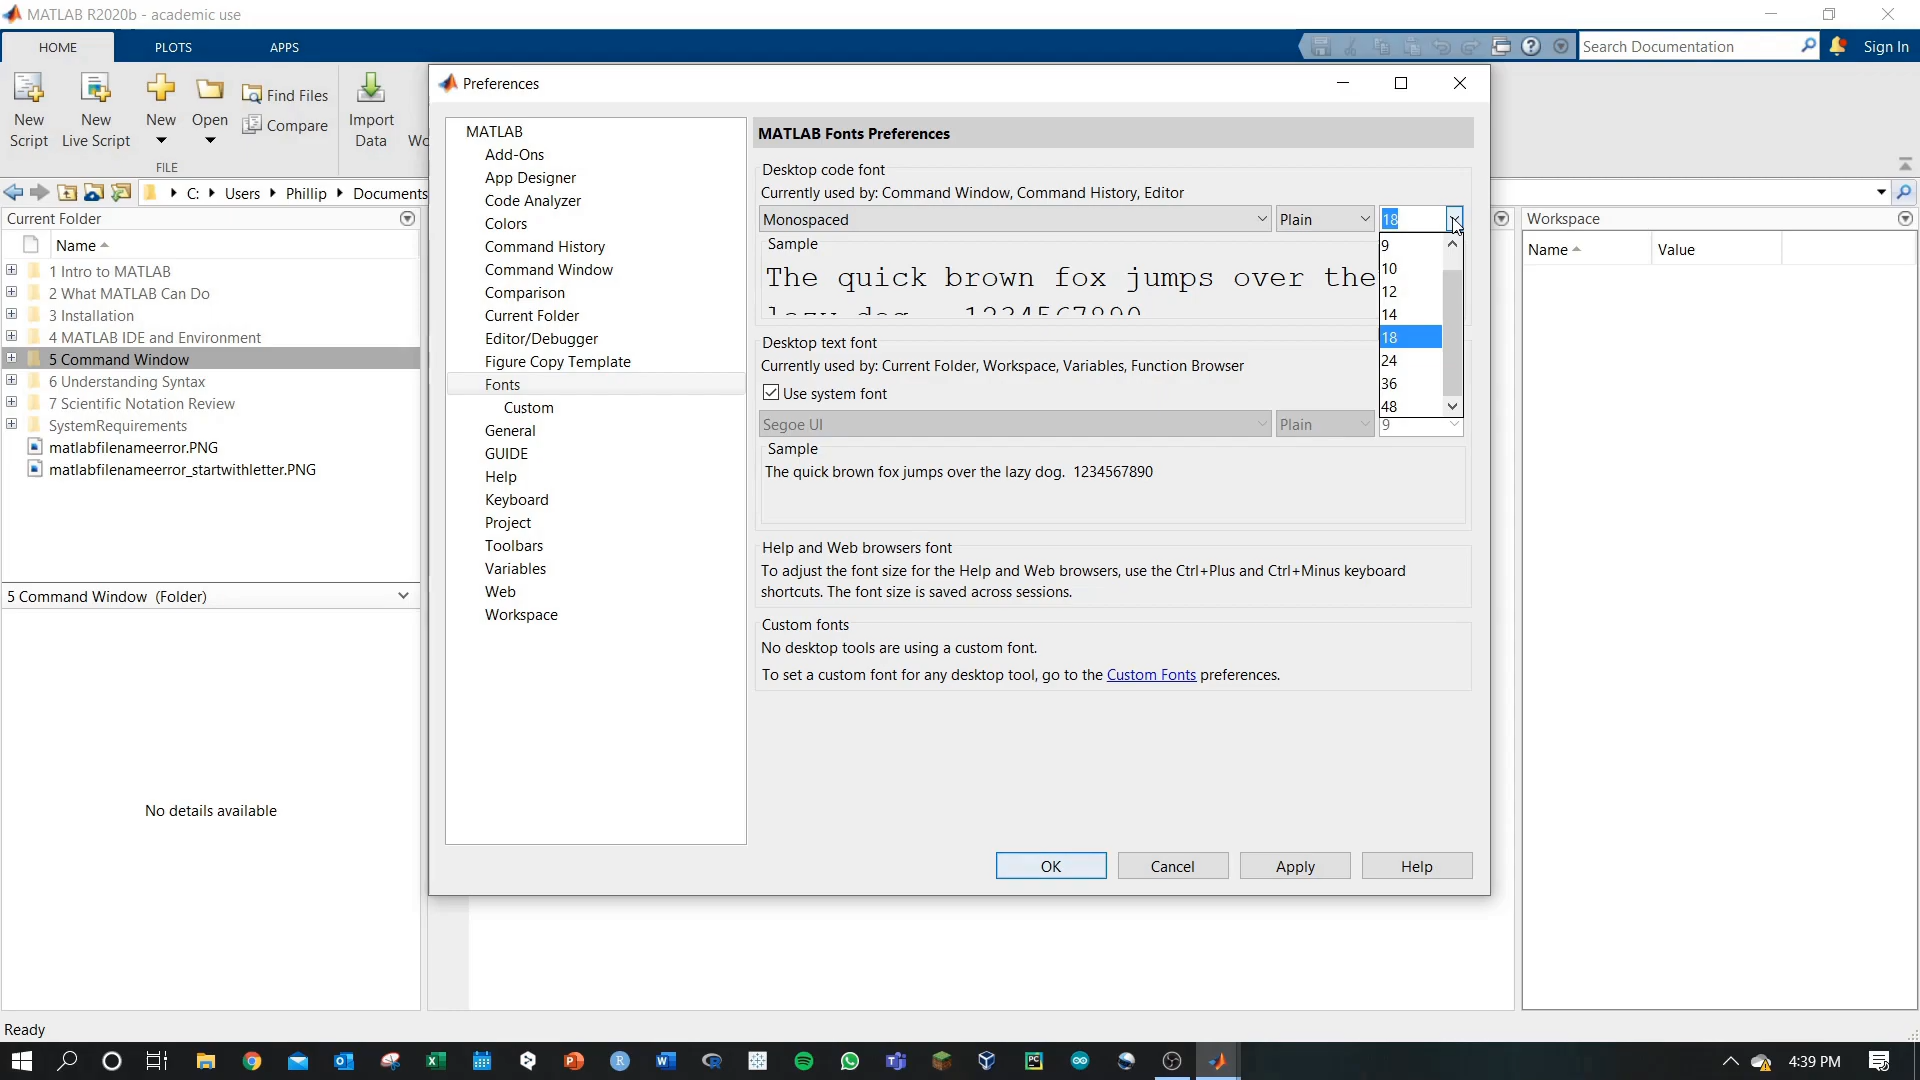 MATLAB R2020b - academic use
HOME PLOTS APPS
Search Documentation
Sign In
New Script
New Live Script
New
Open
Find Files
Compare
Import Data
Wo
FILE
C: Users Phillip Documents
Current Folder
Name
1 Intro to MATLAB
2 What MATLAB Can Do
3 Installation
4 MATLAB IDE and Environment
5 Command Window
6 Understanding Syntax
7 Scientific Notation Review
SystemRequirements
matlabfilenameerror.PNG
matlabfilenameerror_startwithletter.PNG
5 Command Window (Folder)
No details available
Ready
Preferences
MATLAB
Add-Ons
App Designer
Code Analyzer
Colors
Command History
Command Window
Comparison
Current Folder
Editor/Debugger
Figure Copy Template
Fonts
Custom
General
GUIDE
Help
Keyboard
Project
Toolbars
Variables
Web
Workspace
MATLAB Fonts Preferences
Desktop code font
Currently used by: Command Window, Command History, Editor
Monospaced Plain 18
Sample
The quick brown fox jumps over the
lazy dog. 1234567890
9
10
12
14
18
24
36
48
Desktop text font
Currently used by: Current Folder, Workspace, Variables, Function Browser
Use system font
Segoe UI Plain 9
Sample
The quick brown fox jumps over the lazy dog. 1234567890
Help and Web browsers font
To adjust the font size for the Help and Web browsers, use the Ctrl+Plus and Ctrl+Minus keyboard
shortcuts. The font size is saved across sessions.
Custom fonts
No desktop tools are using a custom font.
To set a custom font for any desktop tool, go to the Custom Fonts preferences.
OK Cancel Apply Help
Workspace
Name Value
4:39 PM